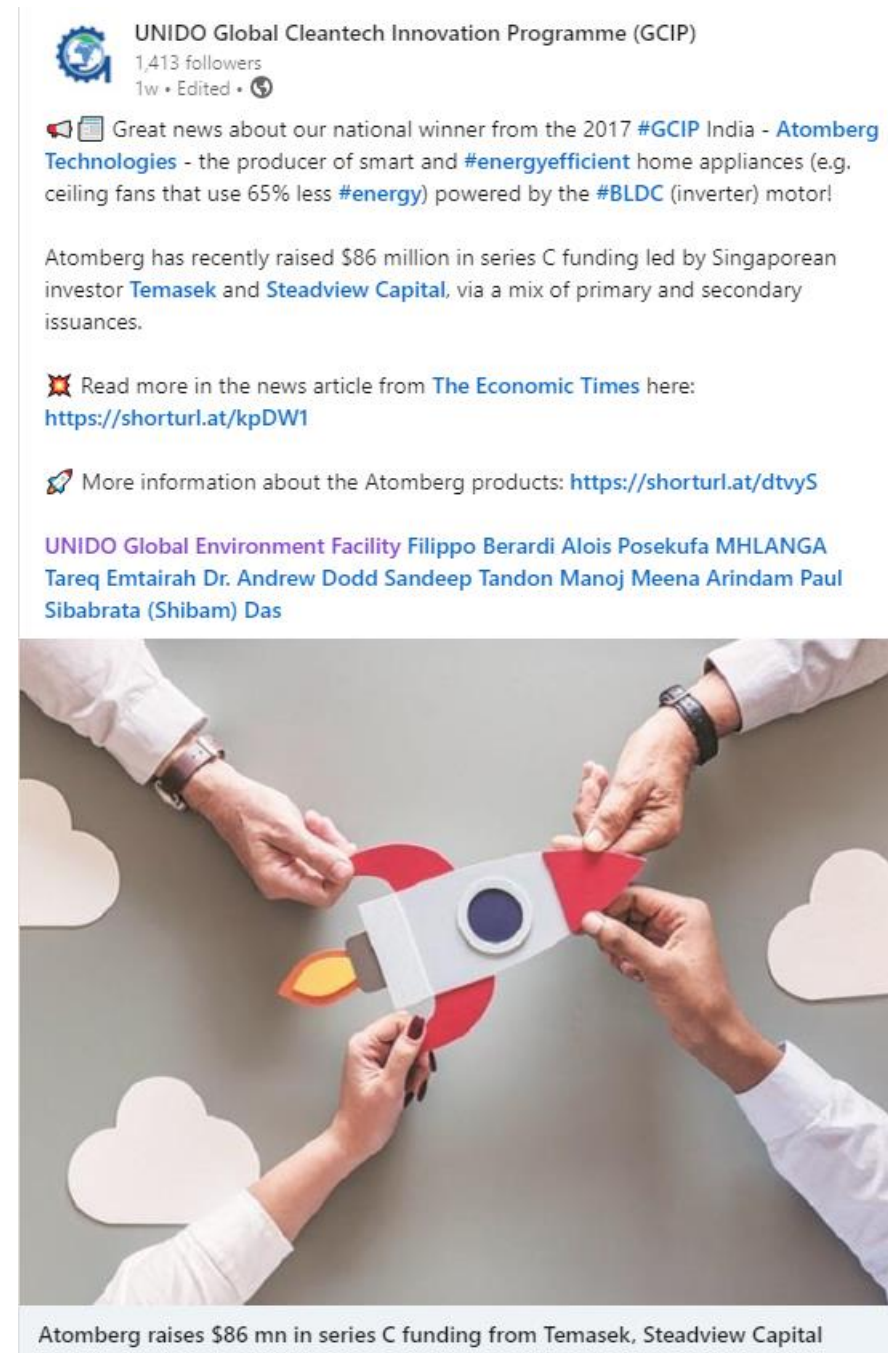 UNIDO Global Cleantech Innovation Programme (GCIP)
1,413 followers
1w • Edited •
Great news about our national winner from the 2017 #GCIP India - Atomberg
Technologies - the producer of smart and #energyefficient home appliances (e.g.
ceiling fans that use 65% less #energy) powered by the #BLDC (inverter) motor!
Atomberg has recently raised $86 million in series C funding led by Singaporean
investor Temasek and Steadview Capital, via a mix of primary and secondary
issuances.
Read more in the news article from The Economic Times here:
https://shorturl.at/kpDW1
More information about the Atomberg products: https://shorturl.at/dtvyS
UNIDO Global Environment Facility Filippo Berardi Alois Posekufa MHLANGA
Tareq Emtairah Dr. Andrew Dodd Sandeep Tandon Manoj Meena Arindam Paul
Sibabrata (Shibam) Das
Atomberg raises $86 mn in series C funding from Temasek, Steadview Capital